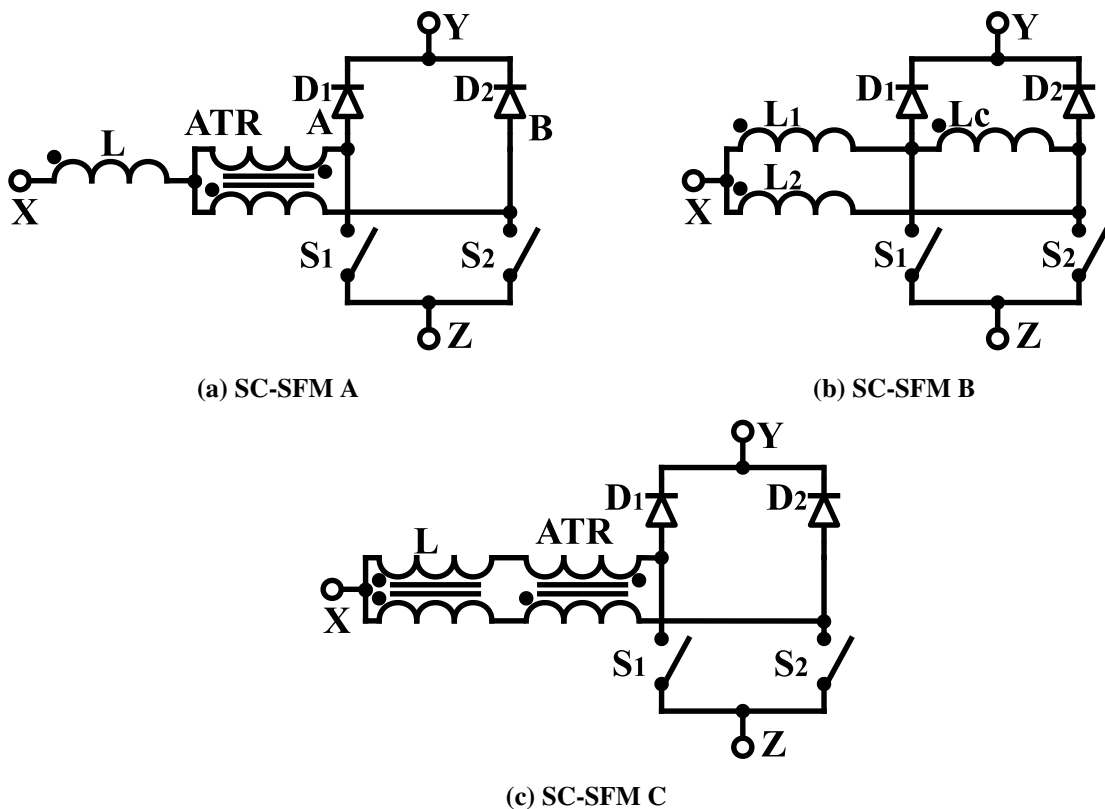 Y
D1
D2
A
B
ATR
L
X
S1
S2
Z
(a) SC-SFM A
Y
D1
D2
L1
Lc
L2
X
S1
S2
Z
(b) SC-SFM B
Y
D1
D2
L
ATR
X
S1
S2
Z
(c) SC-SFM C